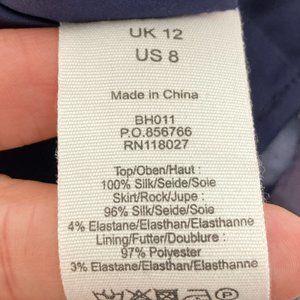 UK 12
US 8
Made in China
BH011
P.O.856766
RN118027
Top/Oben/Haut :
100% Silk/Seide/Soie
Skirt/Rock/Jupe :
96% Silk/Seide/Soie
4% Elastane/Elasthan/Elasthanne
Lining/Futter/Doublure :
97% Polyester
3% Elastane/Elasthan/Elasthanne